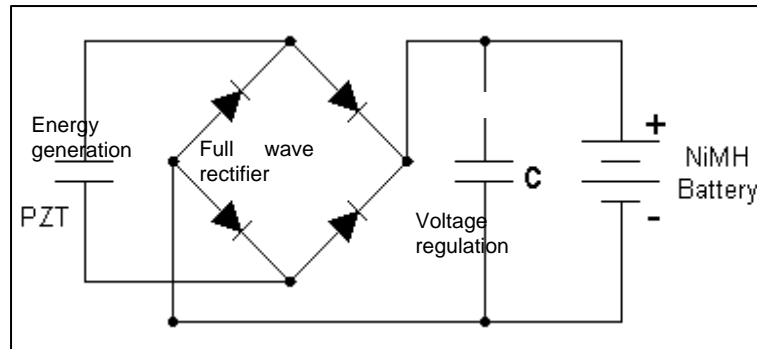 Energy
generation
PZT
Full wave
rectifier
Voltage
regulation
C
+
NiMH
Battery
-